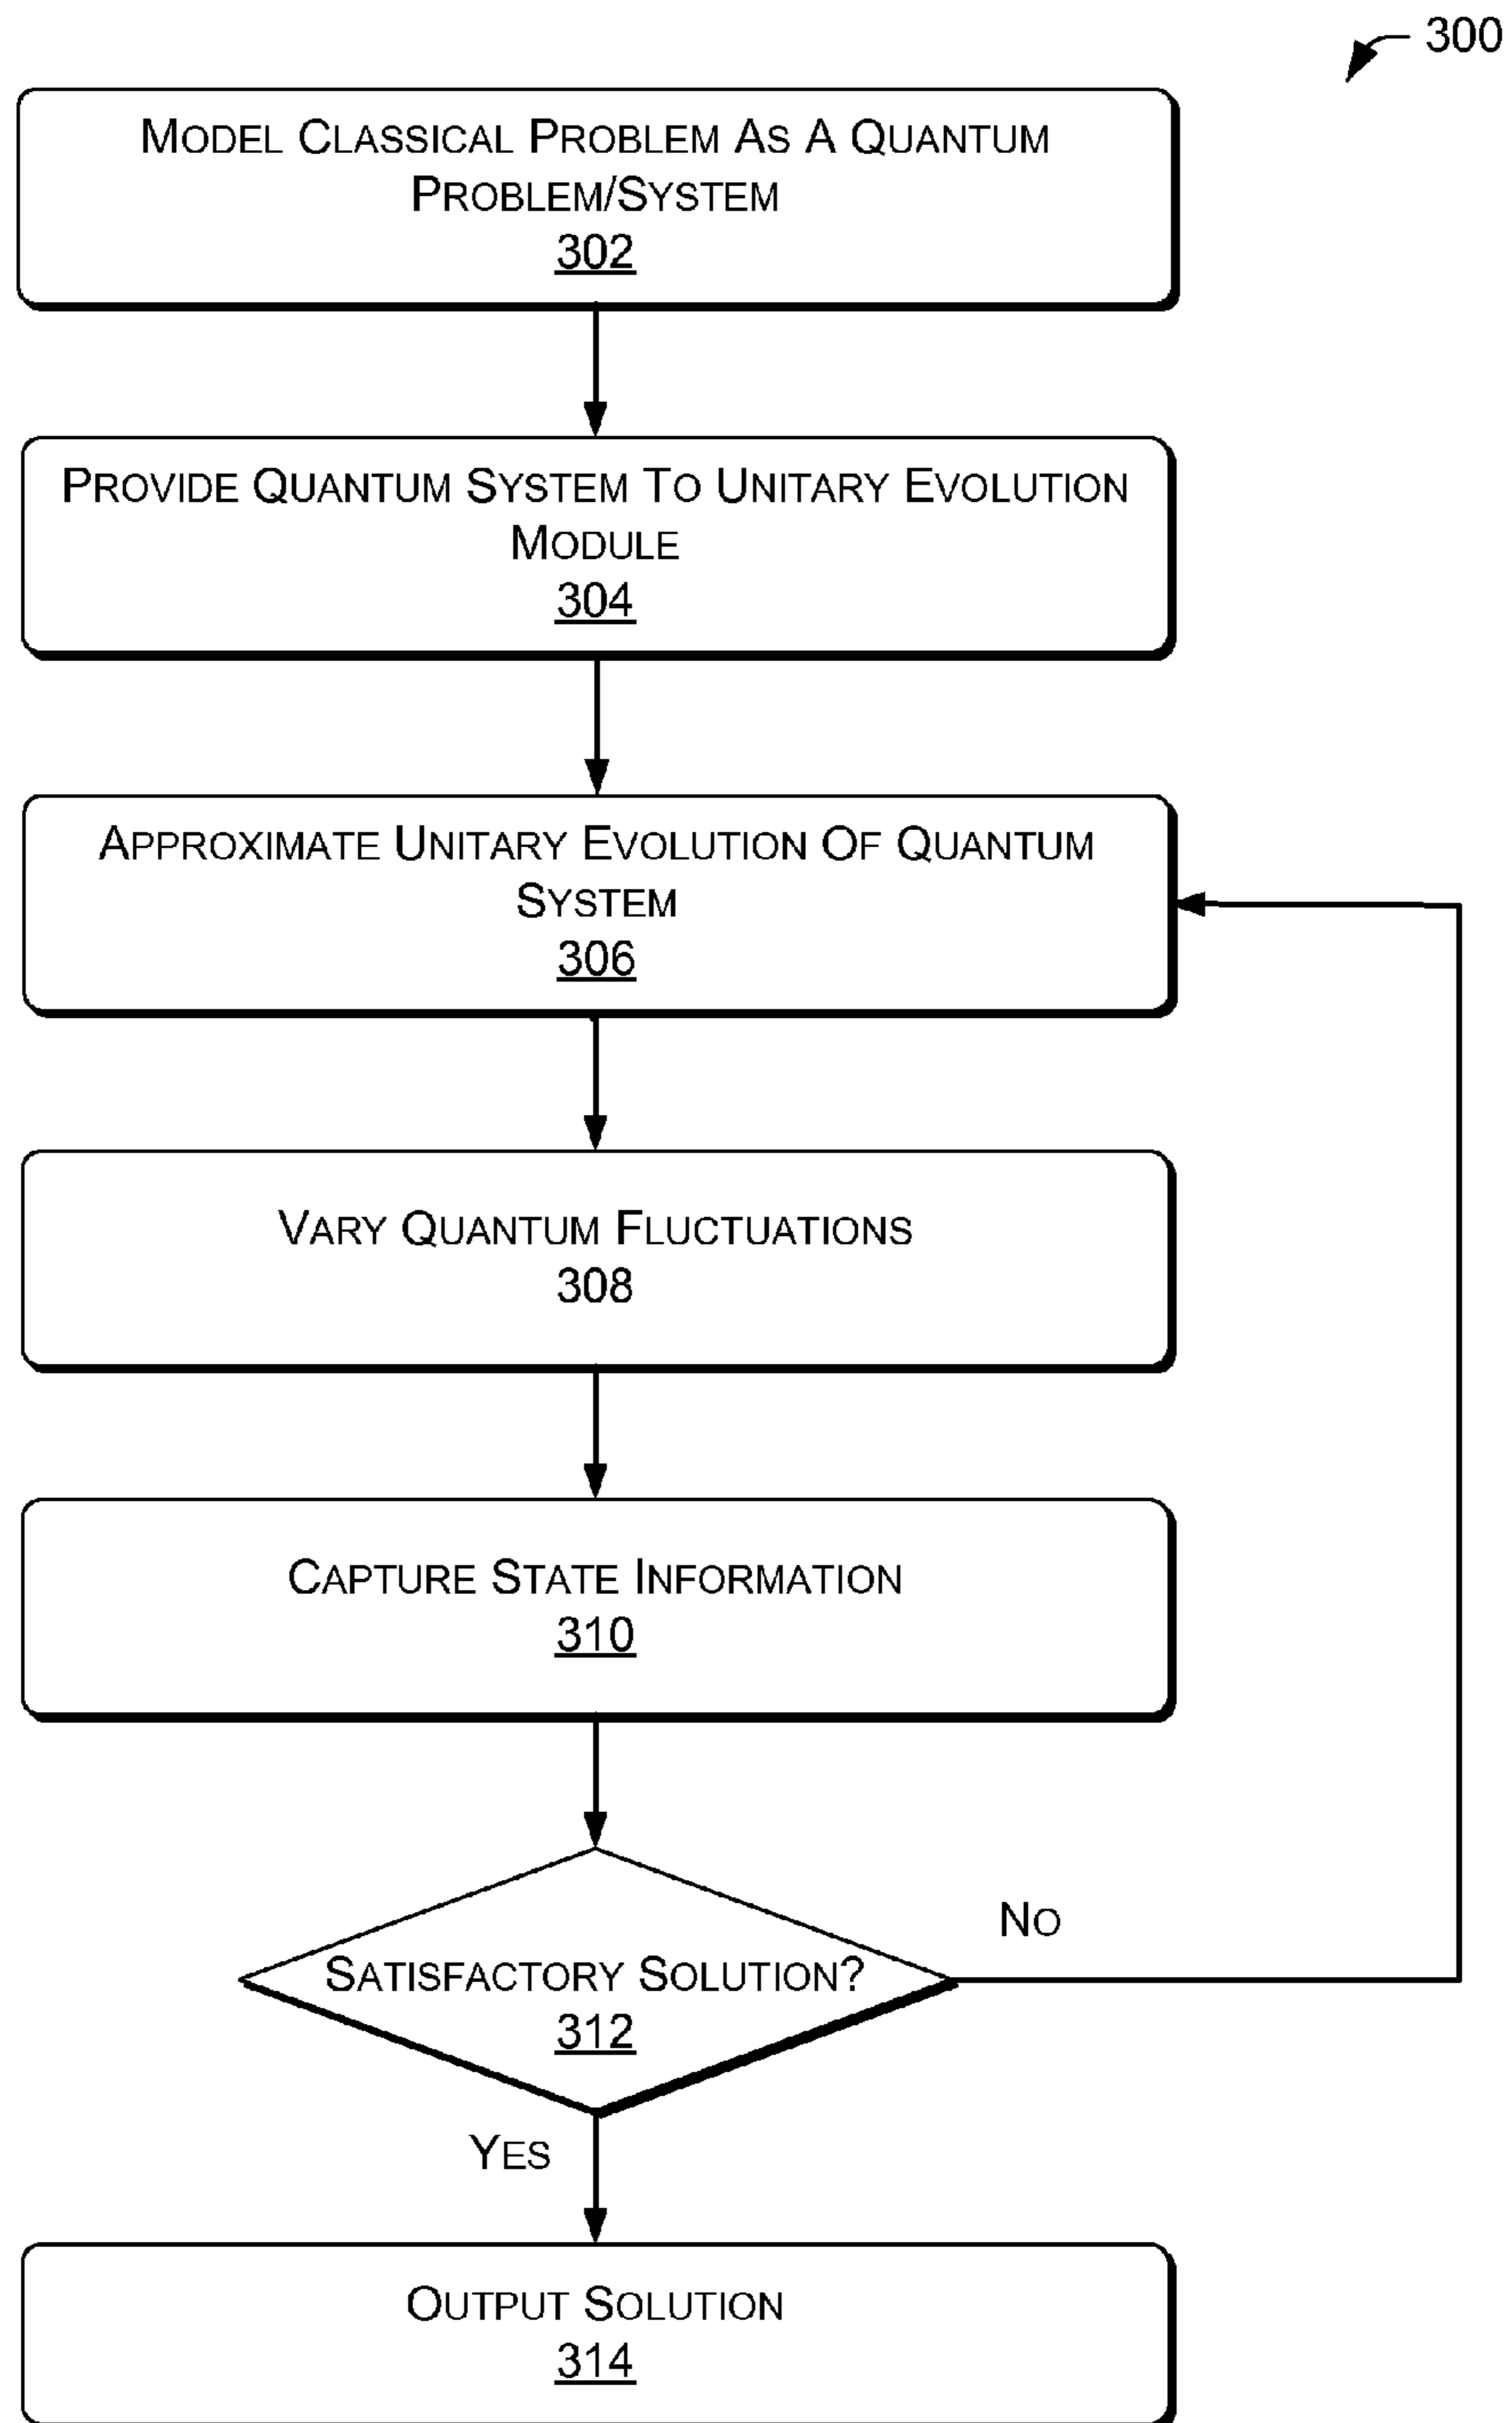 300
MODEL CLASSICAL PROBLEM AS A QUANTUM
PROBLEM/SYSTEM
302
PROVIDE QUANTUM SYSTEM TO UNITARY EVOLUTION
MODULE
304
APPROXIMATE UNITARY EVOLUTION OF QUANTUM
SYSTEM
306
VARY QUANTUM FLUCTUATIONS
308
CAPTURE STATE INFORMATION
310
NO
SATISFACTORY SOLUTION?
312
YES
OUTPUT SOLUTION
314